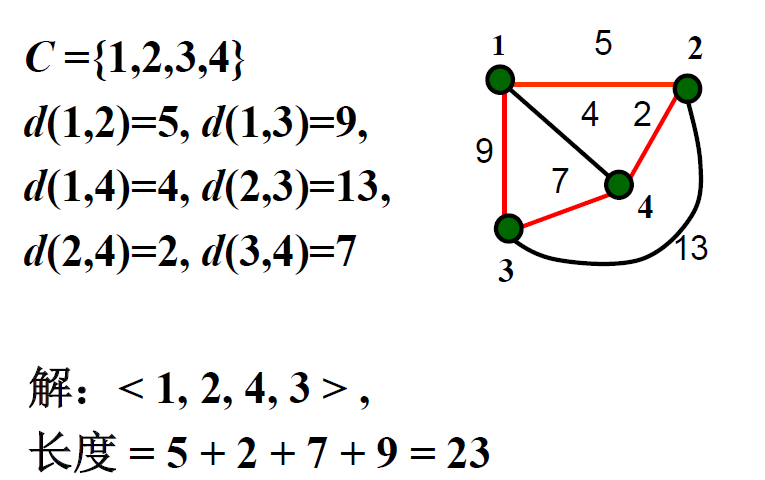 C ={1,2,3,4}
d(1,2)=5, d(1,3)=9,
d(1,4)=4, d(2,3)=13,
d(2,4)=2, d(3,4)=7
1
5
2
4
2
9
7
4
13
3
解：< 1, 2, 4, 3 > ,
长度 = 5 + 2 + 7 + 9 = 23